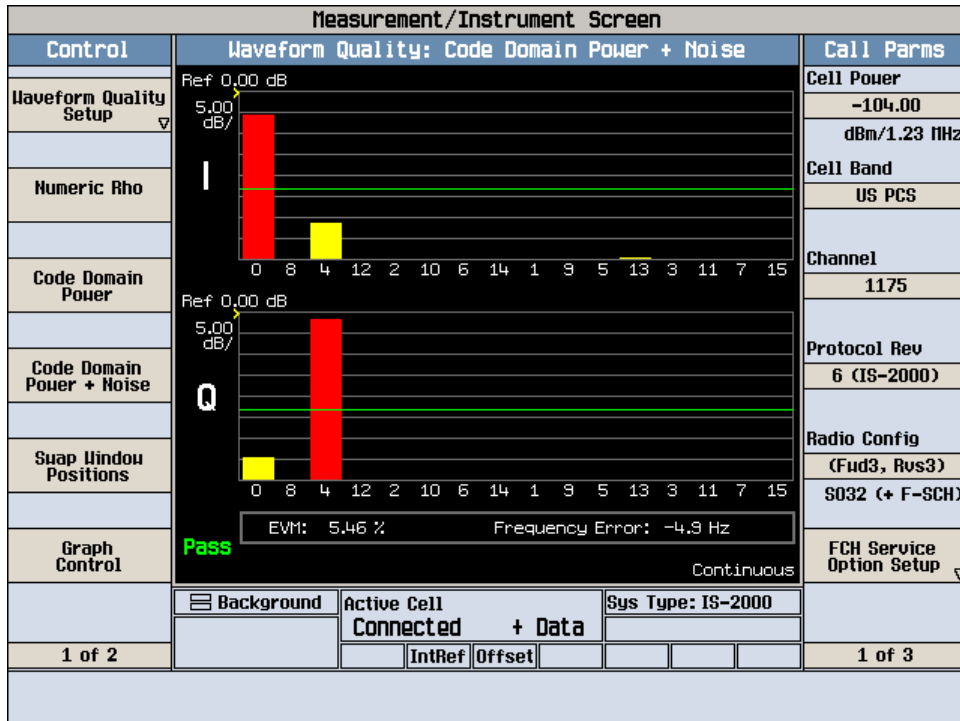 Measurement/Instrument Screen
Control
Waveform Quality: Code Domain Power + Noise
Call Parms
Waveform Quality
Setup
Numeric Rho
Code Domain
Power
Code Domain
Power + Noise
Swap Window
Positions
Graph
Control
1 of 2
Ref 0.00 dB
5.00
dB/
I
0 8 4 12 2 10 6 14 1 9 5 13 3 11 7 15
Ref 0.00 dB
5.00
dB/
Q
0 8 4 12 2 10 6 14 1 9 5 13 3 11 7 15
EVM: 5.46 % Frequency Error: -4.9 Hz
Pass
Continuous
Background
Active Cell
Connected + Data
Sys Type: IS-2000
IntRef Offset
Cell Power
-104.00
dBm/1.23 MHz
Cell Band
US PCS
Channel
1175
Protocol Rev
6 (IS-2000)
Radio Config
(Fwd3, Rvs3)
SO32 (+ F-SCH)
FCH Service
Option Setup
1 of 3